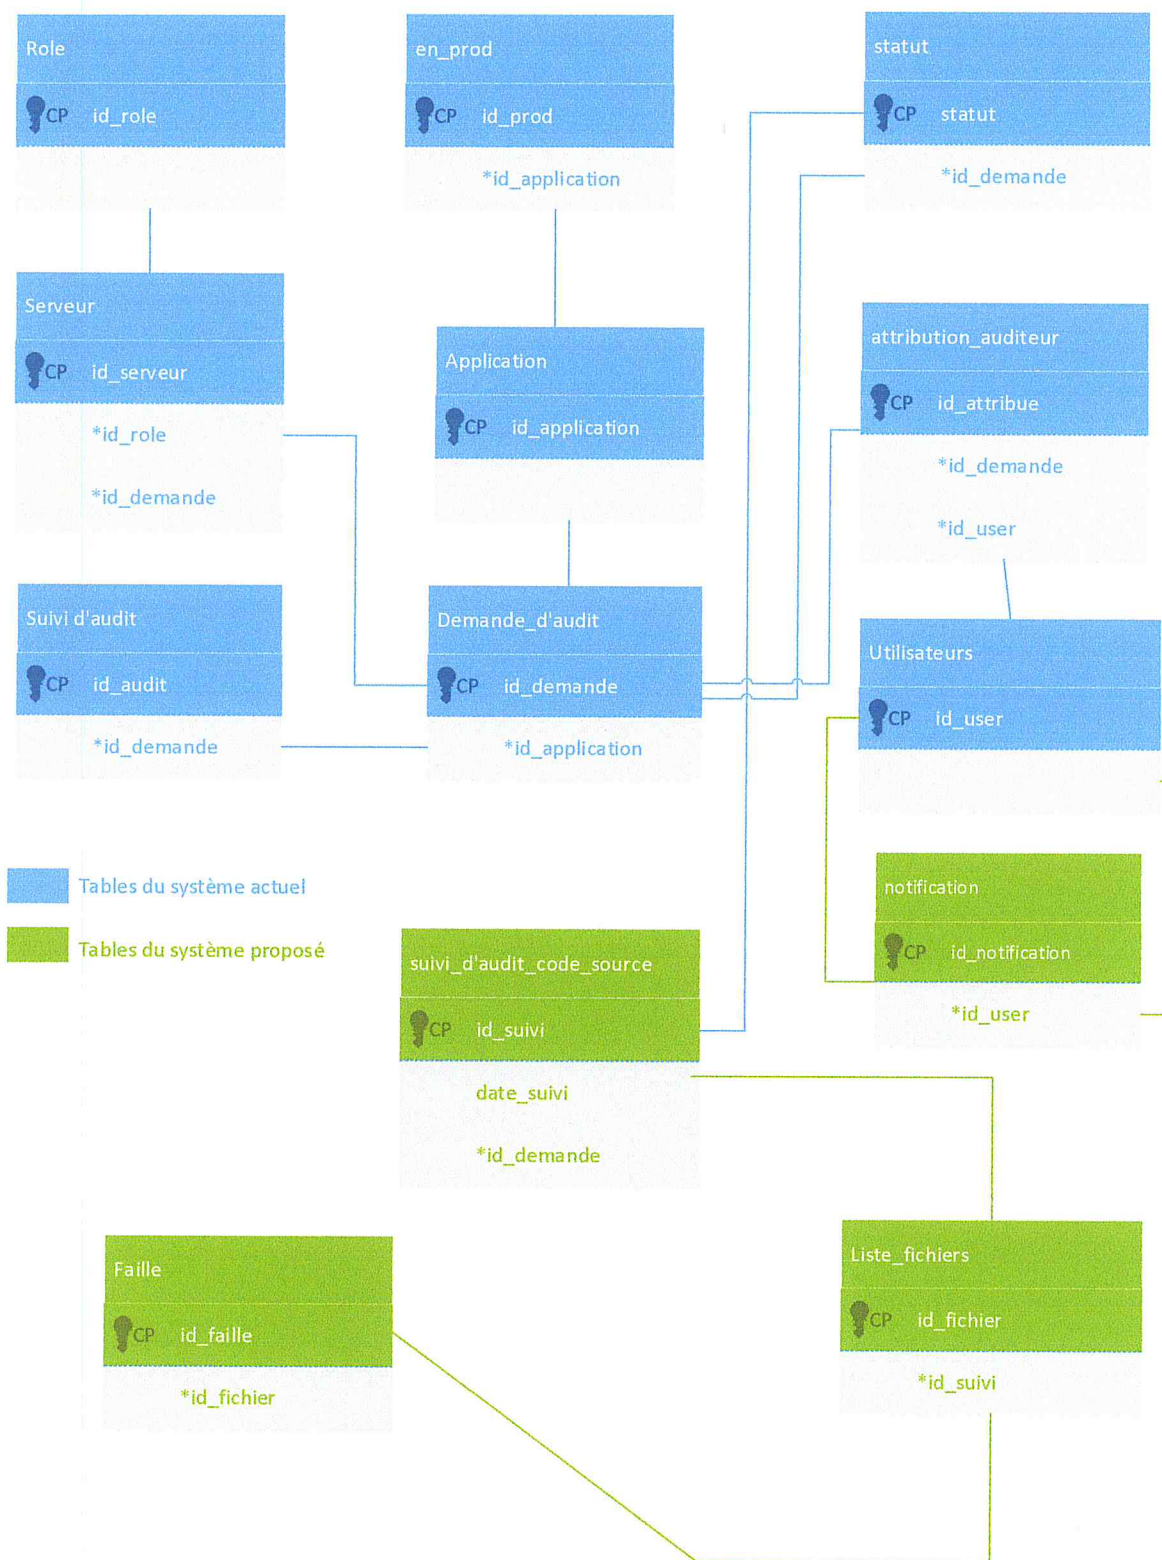 Role
CP id_role
en_prod
CP id_prod
*id_application
statut
CP statut
*id_demande
Serveur
CP id_serveur
*id_role
*id_demande
Application
CP id_application
attribution_auditeur
CP id_attribue
*id_demande
*id_user
Suivi d'audit
CP id_audit
*id_demande
Demande_d'audit
CP id_demande
*id_application
Utilisateurs
CP id_user
Tables du système actuel
Tables du système proposé
notification
CP id_notification
*id_user
suivi_d'audit_code_source
CP id_suivi
date_suivi
*id_demande
Faille
CP id_faille
*id_fichier
Liste_fichiers
CP id_fichier
*id_suivi